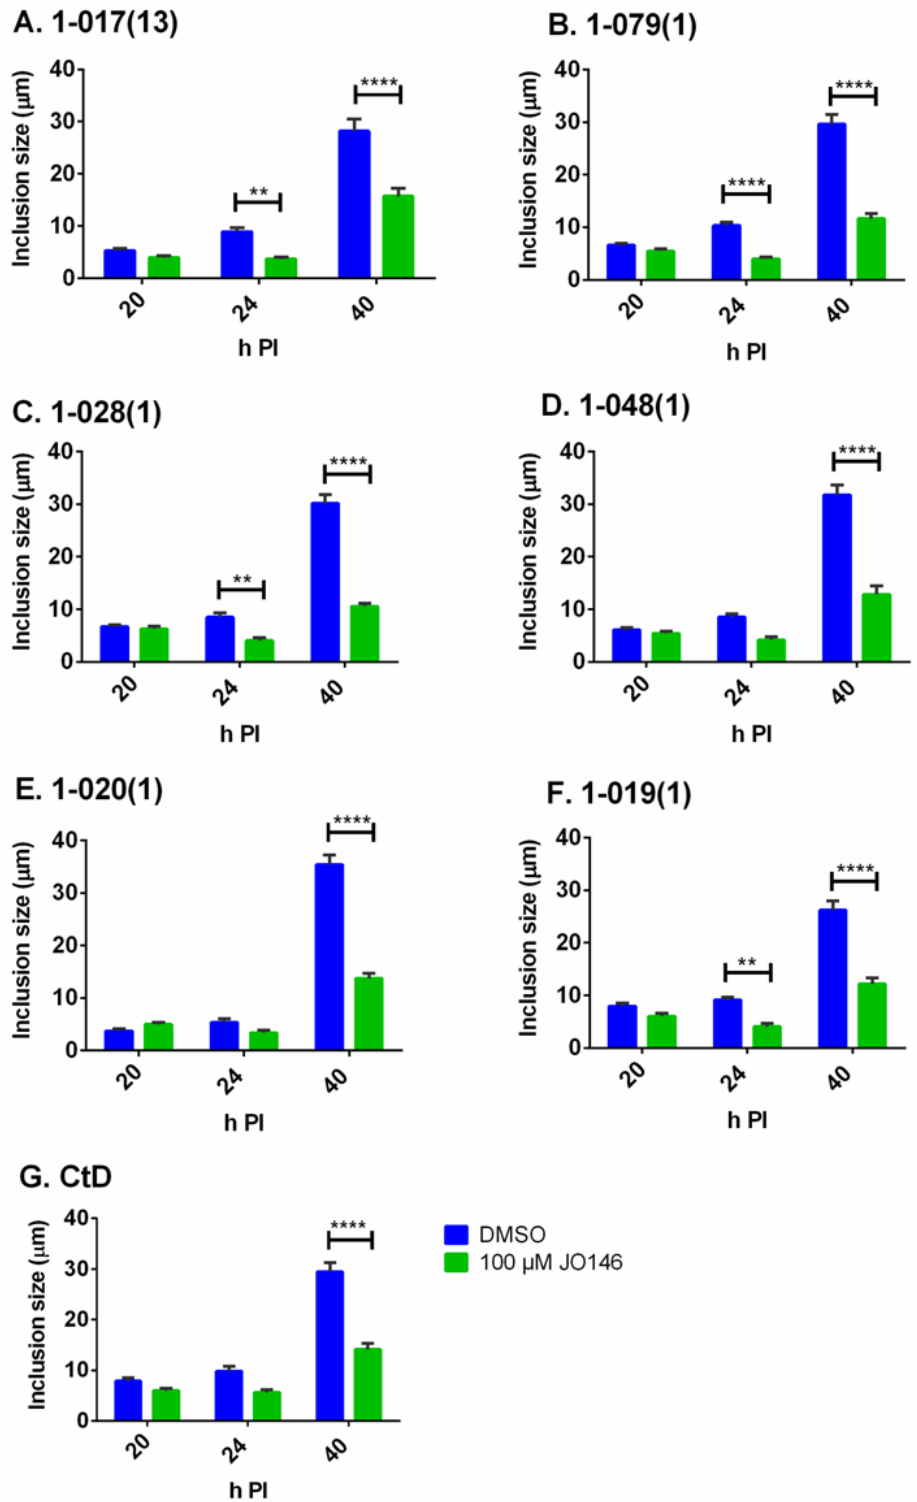 A. 1-017(13)
Inclusion size (μm)
40
30
20
10
0
**
****
20
24
40
h PI
B. 1-079(1)
Inclusion size (μm)
40
30
20
10
0
****
****
20
24
40
h PI
C. 1-028(1)
Inclusion size (μm)
40
30
20
10
0
**
****
20
24
40
h PI
D. 1-048(1)
Inclusion size (μm)
40
30
20
10
0
****
20
24
40
h PI
E. 1-020(1)
Inclusion size (μm)
40
30
20
10
0
****
20
24
40
h PI
F. 1-019(1)
Inclusion size (μm)
40
30
20
10
0
**
****
20
24
40
h PI
G. CtD
Inclusion size (μm)
40
30
20
10
0
****
20
24
40
h PI
DMSO
100 μM JO146